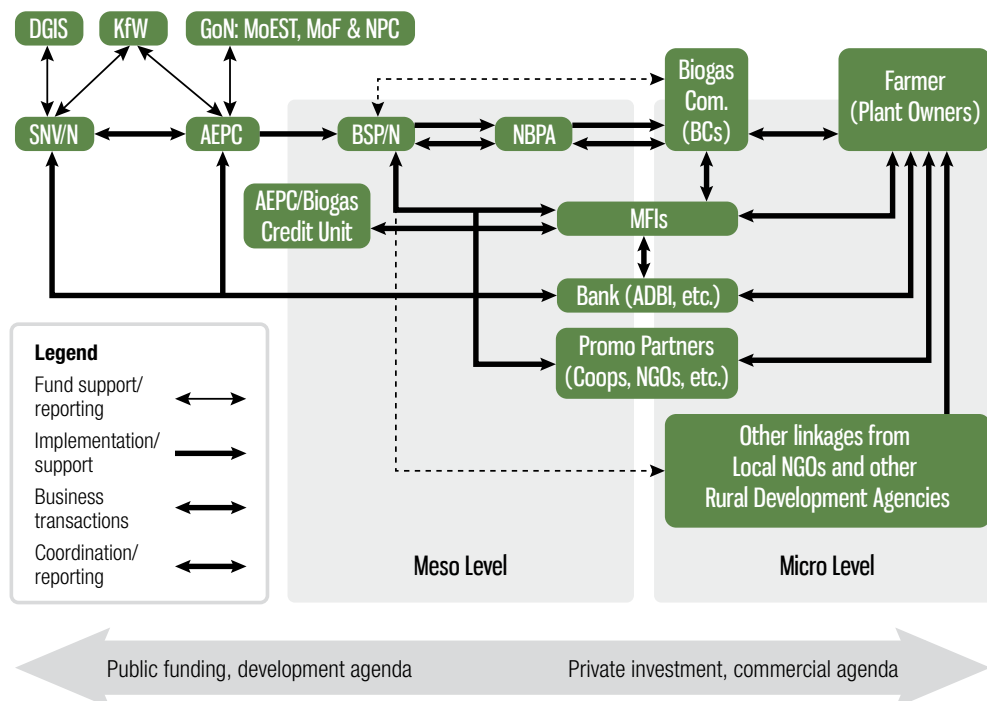 DGIS
KfW
GoN: MoEST, MoF & NPC
Biogas
Com.
(BCs)
Farmer
(Plant Owners)
SNV/N
AEPC
BSP/N
NBPA
AEPC/Biogas
Credit Unit
MFIs
Bank (ADBI, etc.)
Promo Partners
(Coops, NGOs, etc.)
Other linkages from
Local NGOs and other
Rural Development Agencies
Legend
Fund support/
reporting
Implementation/
support
Business
transactions
Coordination/
reporting
Meso Level
Micro Level
Public funding, development agenda
Private investment, commercial agenda